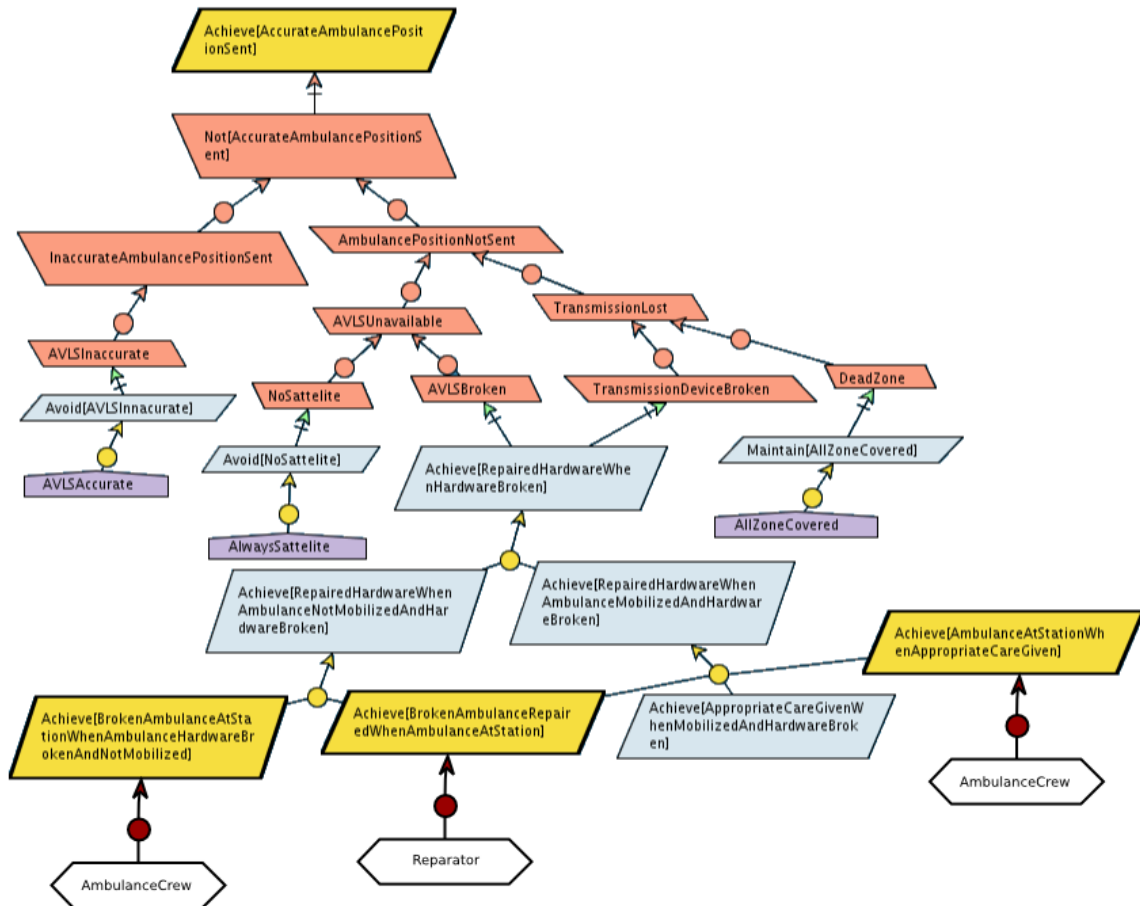 Achieve[AccurateAmbulancePosit
ionSent]
Not[AccurateAmbulancePositionS
ent]
InaccurateAmbulancePositionSent
AmbulancePositionNotSent
TransmissionLost
AVLSUnavailable
AVLSInaccurate
NoSattelite
AVLSBroken
TransmissionDeviceBroken
DeadZone
Avoid[AVLSInnacurate]
Avoid[NoSattelite]
Achieve[RepairedHardwareWhe
nHardwareBroken]
Maintain[AllZoneCovered]
AVLSAccurate
AlwaysSattelite
AllZoneCovered
Achieve[RepairedHardwareWhen
AmbulanceNotMobilizedAndHar
dwareBroken]
Achieve[RepairedHardwareWhen
AmbulanceMobilizedAndHardwar
eBroken]
Achieve[AmbulanceAtStationWh
enAppropriateCareGiven]
Achieve[BrokenAmbulanceAtSta
tionWhenAmbulanceHardwareBr
okenAndNotMobilized]
Achieve[BrokenAmbulanceRepair
edWhenAmbulanceAtStation]
Achieve[AppropriateCareGivenW
henMobilizedAndHardwareBrok
en]
AmbulanceCrew
Reparator
AmbulanceCrew